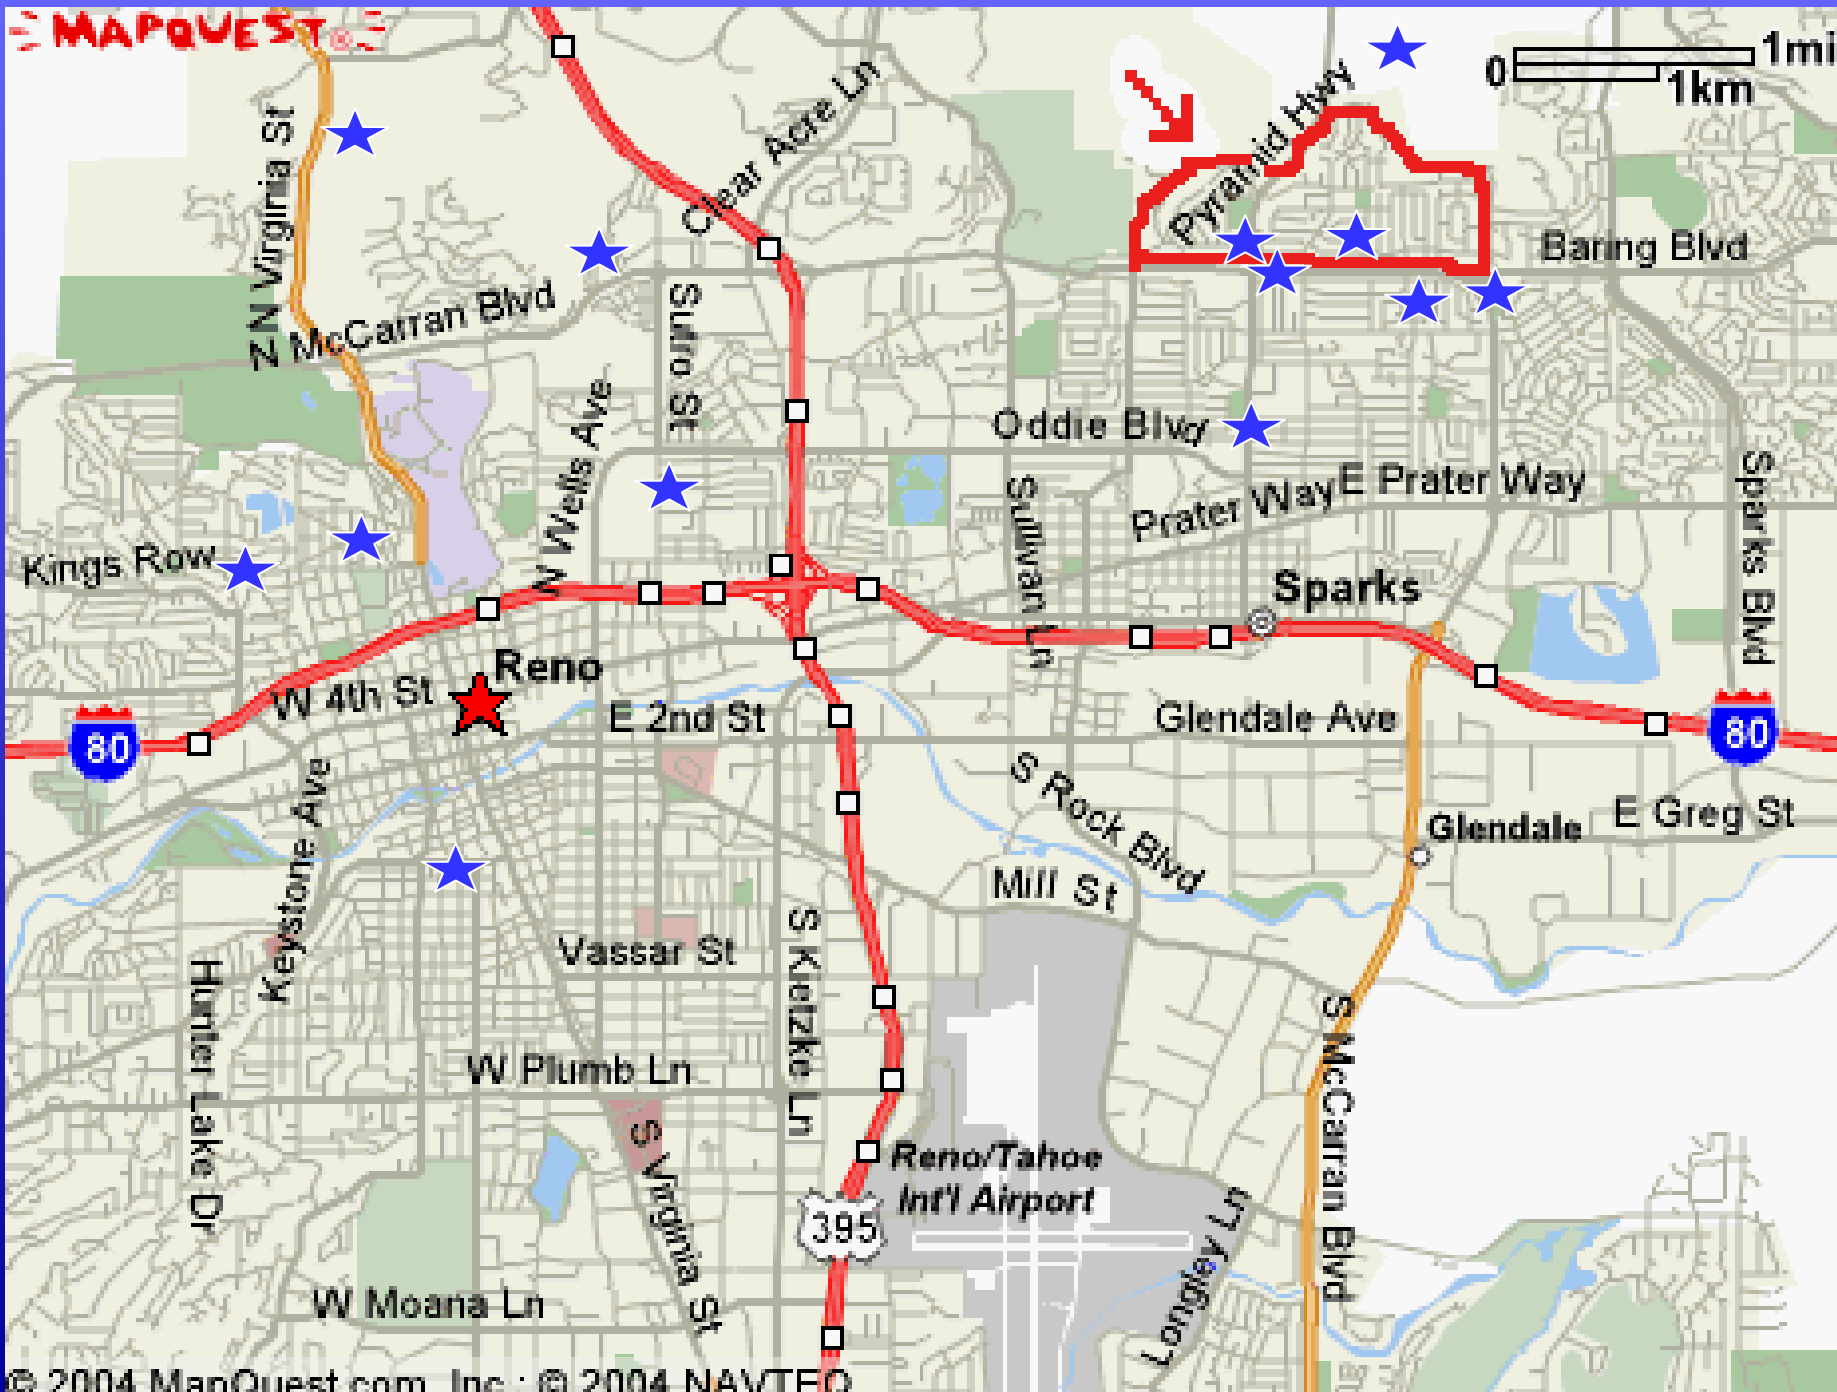 MAPQUEST®
0 1mi
1km
Clear Acre Ln
Pyramid Hwy
N Virginia St
Baring Blvd
McCarran Blvd
Sutro St
Oddie Blvd
N Wells Ave
Sullivan Ln
Prater Way
E Prater Way
Sparks Blvd
Kings Row
Sparks
Reno
W 4th St
E 2nd St
Glendale Ave
80
80
Keystone Ave
S Rock Blvd
Glendale
E Greg St
Mill St
Vassar St
S Kietzke Ln
Hunter Lake Dr
S McCarran Blvd
W Plumb Ln
S Virginia St
Reno/Tahoe
Int'l Airport
395
Longley Ln
W Moana Ln
© 2004 MapQuest.com, Inc.; © 2004 NAVTEQ